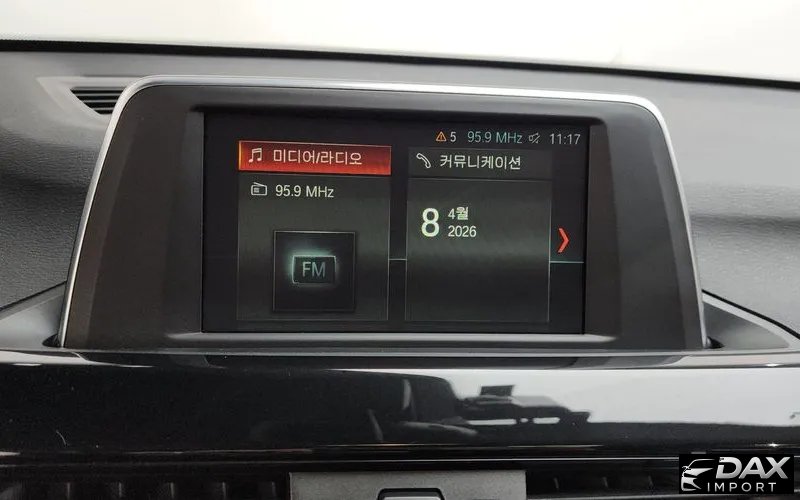 5 95.9 MHz 11:17
미디어/라디오
95.9 MHz
FM
커뮤니케이션
8 4월
2026
DAX
IMPORT